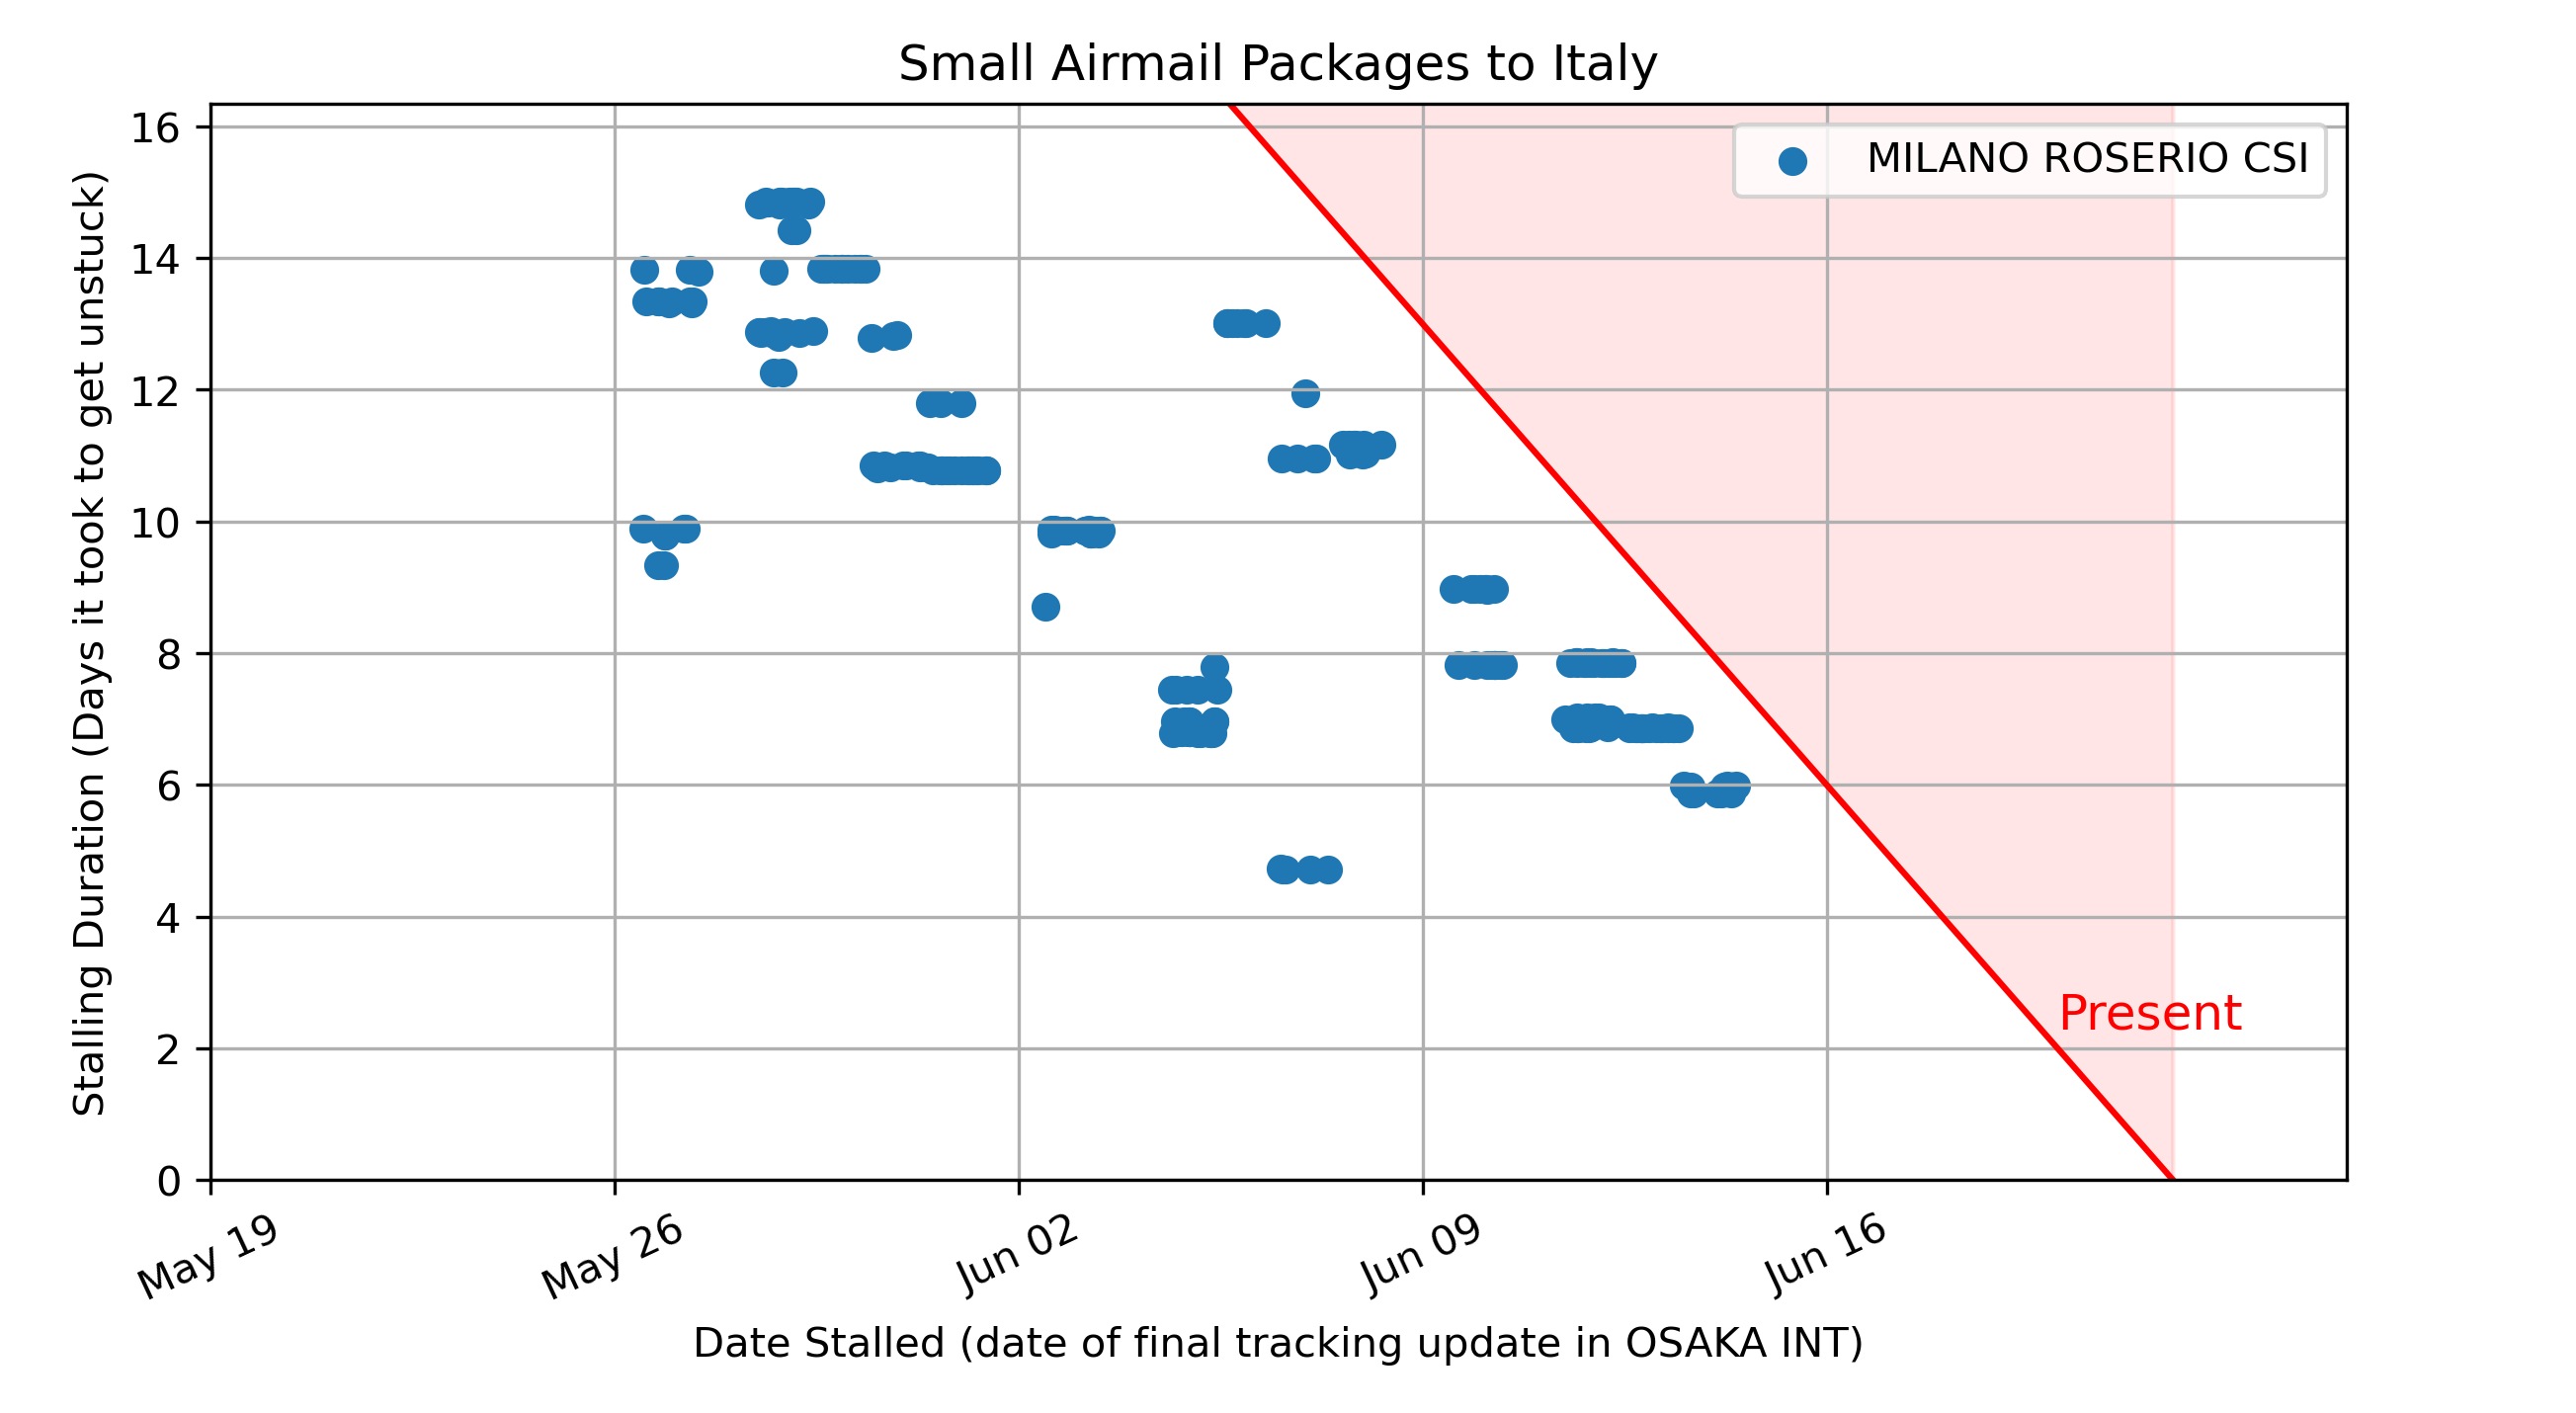 Small Airmail Packages to Italy
MILANO ROSERIO CSI
Stalling Duration (Days it took to get unstuck)
16
14
12
10
8
6
4
2
0
Present
May 19
May 26
Jun 02
Jun 09
Jun 16
Date Stalled (date of final tracking update in OSAKA INT)